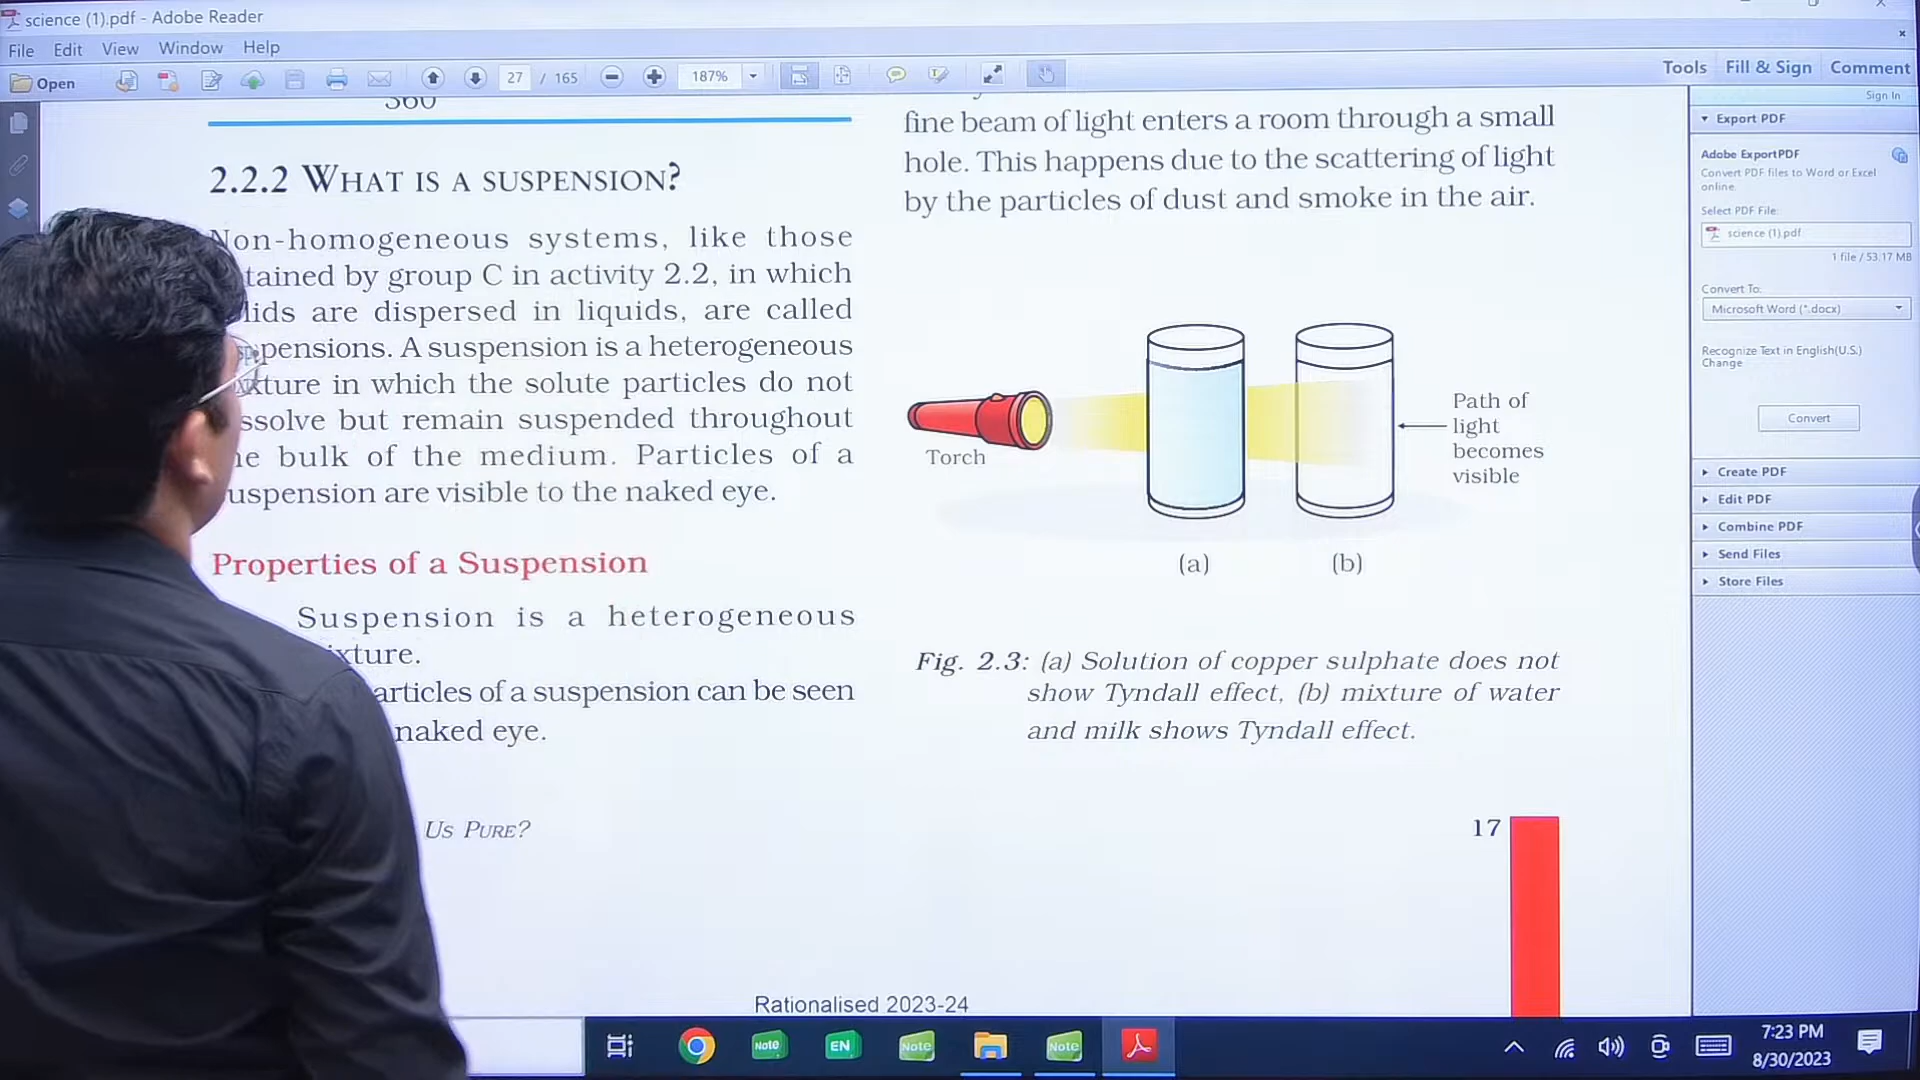 science (1).pdf - Adobe Reader
File Edit View Window Help
Open 27 / 165 187% Tools Fill & Sign Comment
Sign In
360
2.2.2 WHAT IS A SUSPENSION?
Non-homogeneous systems, like those
tained by group C in activity 2.2, in which
lids are dispersed in liquids, are called
pensions. A suspension is a heterogeneous
xture in which the solute particles do not
ssolve but remain suspended throughout
he bulk of the medium. Particles of a
uspension are visible to the naked eye.
Properties of a Suspension
Suspension is a heterogeneous
ixture.
articles of a suspension can be seen
naked eye.
US PURE?
fine beam of light enters a room through a small
hole. This happens due to the scattering of light
by the particles of dust and smoke in the air.
Torch
Path of
light
becomes
visible
(a) (b)
Fig. 2.3: (a) Solution of copper sulphate does not
show Tyndall effect, (b) mixture of water
and milk shows Tyndall effect.
17
Rationalised 2023-24
Export PDF
Adobe ExportPDF
Convert PDF files to Word or Excel
online.
Select PDF File:
science (1).pdf
1 file / 53.17 MB
Convert To:
Microsoft Word (*.docx)
Recognize Text in English(U.S.)
Change
Convert
Create PDF
Edit PDF
Combine PDF
Send Files
Store Files
Note EN Note Note
7:23 PM
8/30/2023